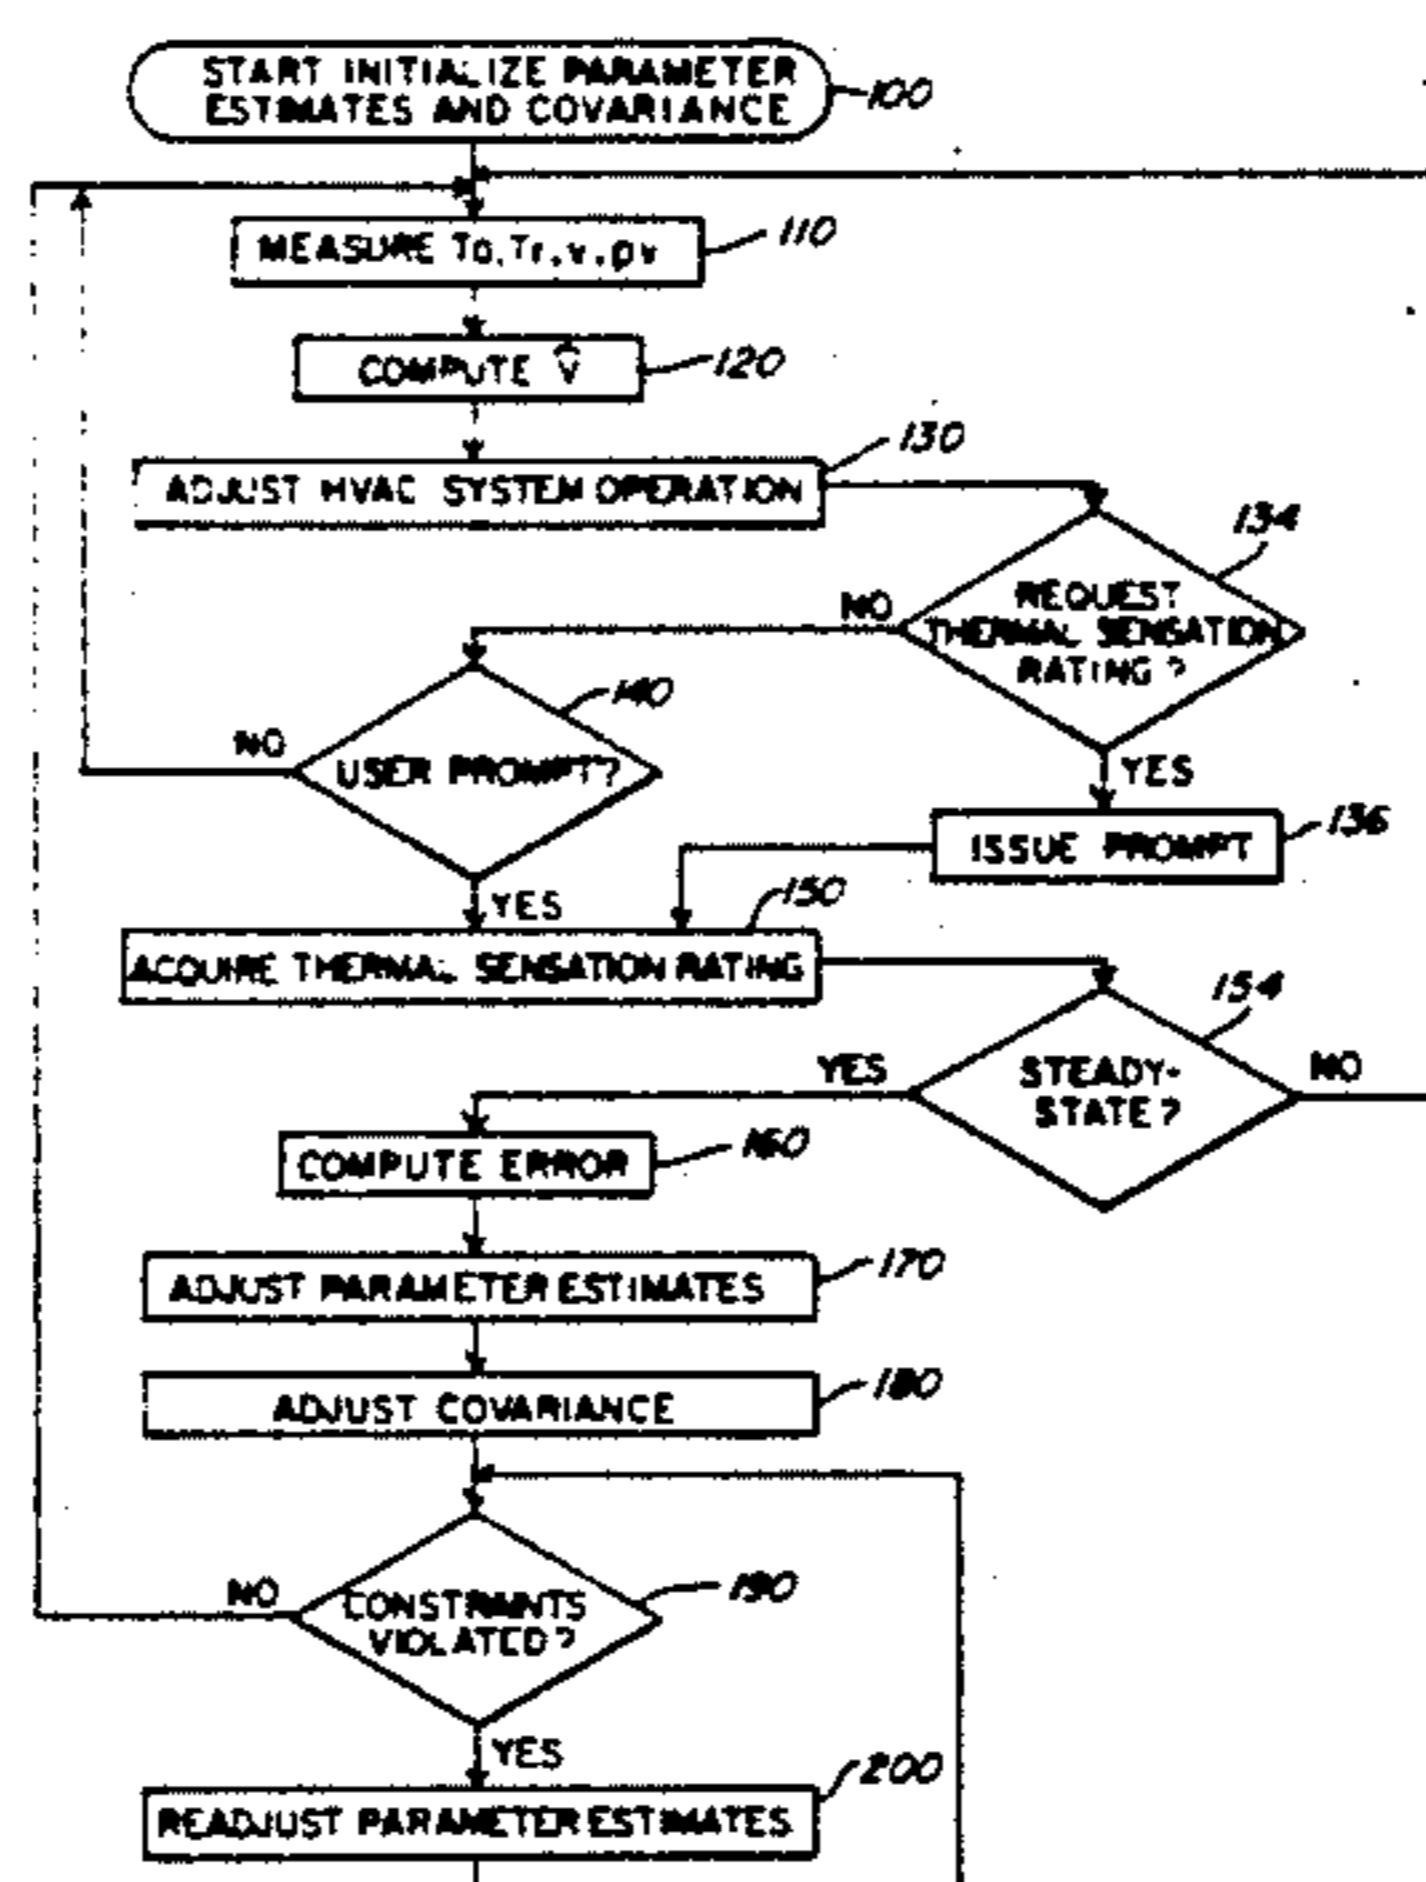 START INITIALIZE PARAMETER
ESTIMATES AND COVARIANCE
100
MEASURE Ta, Tr, v, pv
110
COMPUTE V̂
120
ADJUST HVAC SYSTEM OPERATION
130
134
REQUEST
THERMAL SENSATION
RATING?
NO
YES
140
USER PROMPT?
NO
YES
ISSUE PROMPT
136
150
ACQUIRE THERMAL SENSATION RATING
154
STEADY-
STATE?
YES
NO
COMPUTE ERROR
160
ADJUST PARAMETER ESTIMATES
170
ADJUST COVARIANCE
180
CONSTRAINTS
VIOLATED?
190
NO
YES
READJUST PARAMETER ESTIMATES
200